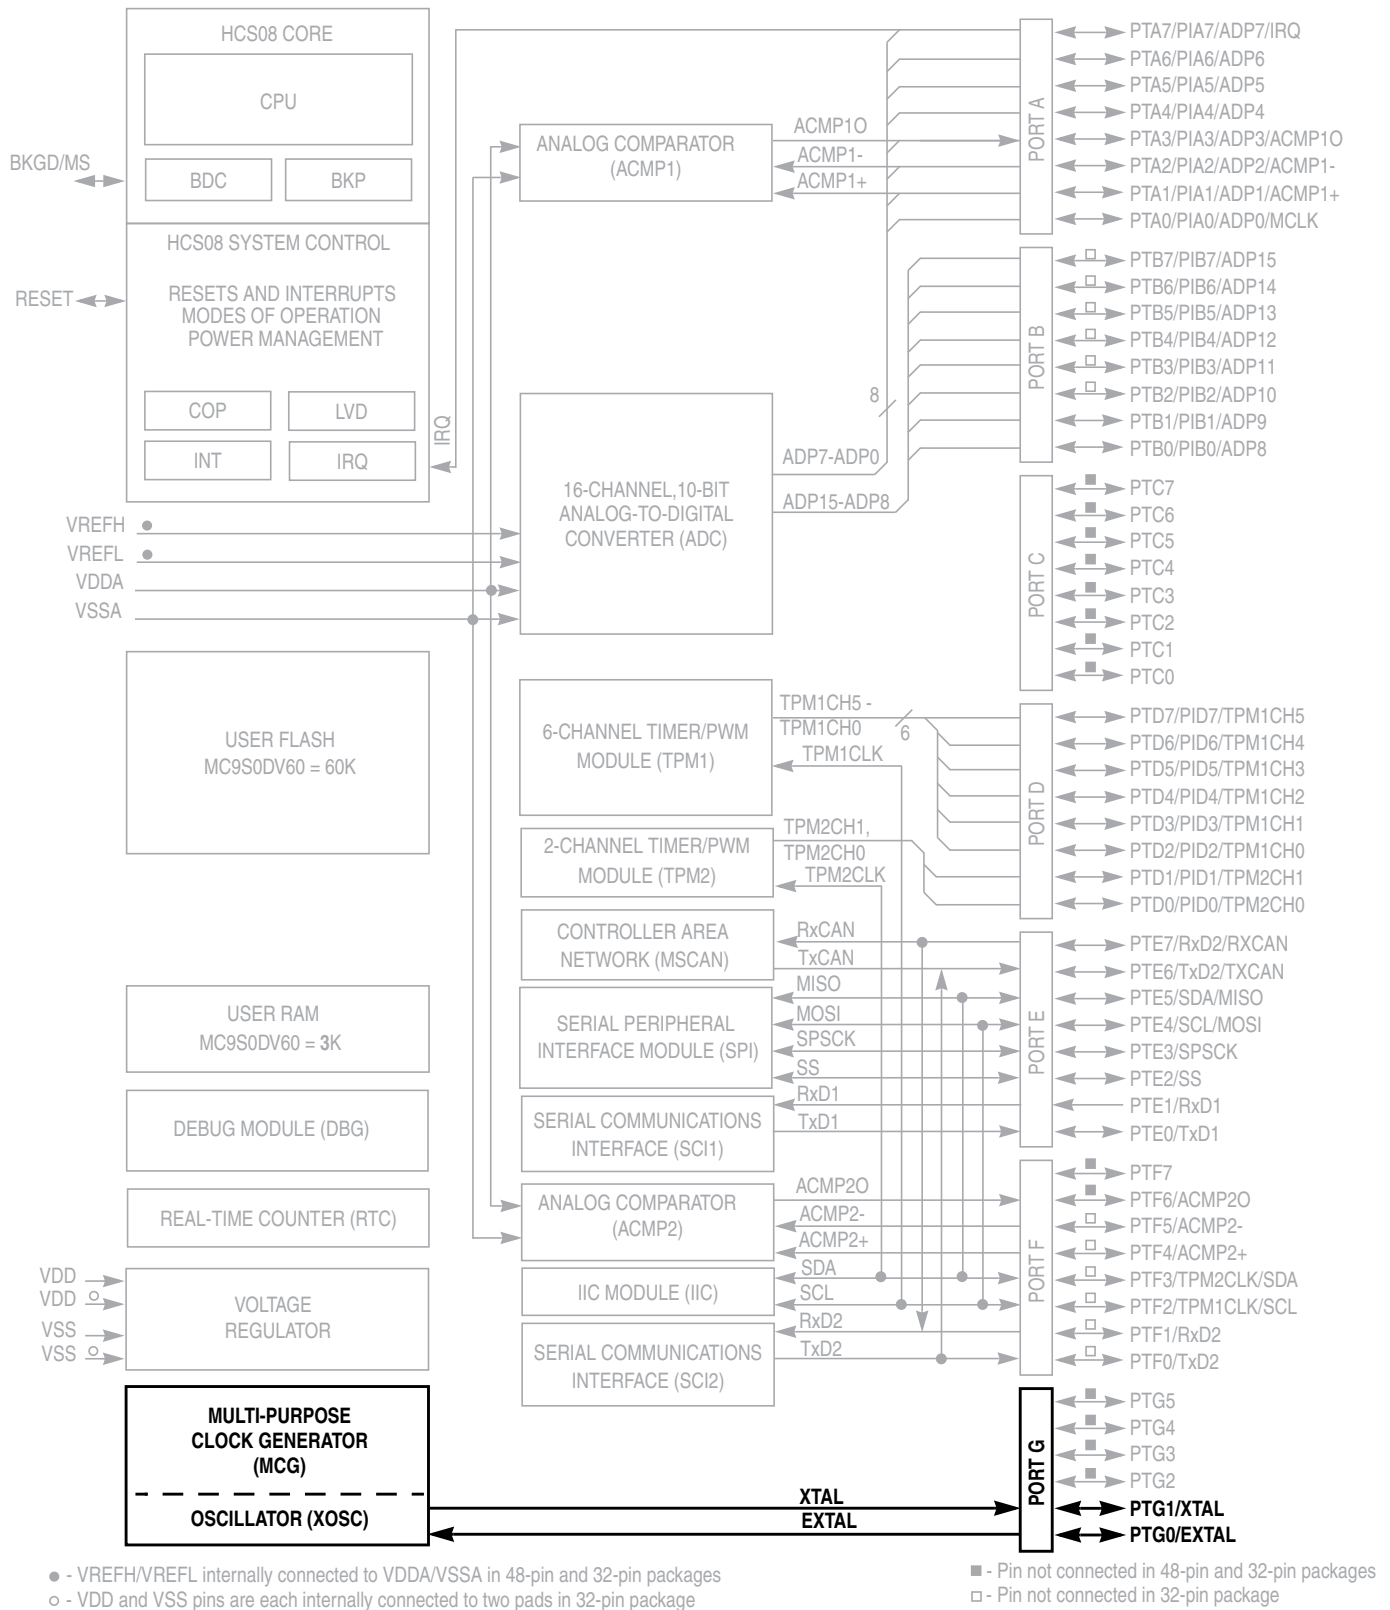 HCS08 CORE
CPU
BDC
BKP
BKGD/MS
HCS08 SYSTEM CONTROL
RESETS AND INTERRUPTS
MODES OF OPERATION
POWER MANAGEMENT
RESET
COP
LVD
INT
IRQ
IRQ
VREFH
VREFL
VDDA
VSSA
USER FLASH
MC9S0DV60 = 60K
USER RAM
MC9S0DV60 = 3K
DEBUG MODULE (DBG)
REAL-TIME COUNTER (RTC)
VDD
VDD
VSS
VSS
VOLTAGE
REGULATOR
MULTI-PURPOSE
CLOCK GENERATOR
(MCG)
OSCILLATOR (XOSC)
ANALOG COMPARATOR
(ACMP1)
ACMP1O
ACMP1-
ACMP1+
16-CHANNEL,10-BIT
ANALOG-TO-DIGITAL
CONVERTER (ADC)
8
ADP7-ADP0
ADP15-ADP8
6-CHANNEL TIMER/PWM
MODULE (TPM1)
TPM1CH5 -
TPM1CH0
6
TPM1CLK
2-CHANNEL TIMER/PWM
MODULE (TPM2)
TPM2CH1,
TPM2CH0
TPM2CLK
CONTROLLER AREA
NETWORK (MSCAN)
RxCAN
TxCAN
SERIAL PERIPHERAL
INTERFACE MODULE (SPI)
MISO
MOSI
SPSCK
SS
SERIAL COMMUNICATIONS
INTERFACE (SCI1)
RxD1
TxD1
ANALOG COMPARATOR
(ACMP2)
ACMP2O
ACMP2-
ACMP2+
IIC MODULE (IIC)
SDA
SCL
SERIAL COMMUNICATIONS
INTERFACE (SCI2)
RxD2
TxD2
XTAL
EXTAL
PORT A
PTA7/PIA7/ADP7/IRQ
PTA6/PIA6/ADP6
PTA5/PIA5/ADP5
PTA4/PIA4/ADP4
PTA3/PIA3/ADP3/ACMP1O
PTA2/PIA2/ADP2/ACMP1-
PTA1/PIA1/ADP1/ACMP1+
PTA0/PIA0/ADP0/MCLK
PORT B
PTB7/PIB7/ADP15
PTB6/PIB6/ADP14
PTB5/PIB5/ADP13
PTB4/PIB4/ADP12
PTB3/PIB3/ADP11
PTB2/PIB2/ADP10
PTB1/PIB1/ADP9
PTB0/PIB0/ADP8
PORT C
PTC7
PTC6
PTC5
PTC4
PTC3
PTC2
PTC1
PTC0
PORT D
PTD7/PID7/TPM1CH5
PTD6/PID6/TPM1CH4
PTD5/PID5/TPM1CH3
PTD4/PID4/TPM1CH2
PTD3/PID3/TPM1CH1
PTD2/PID2/TPM1CH0
PTD1/PID1/TPM2CH1
PTD0/PID0/TPM2CH0
PORT E
PTE7/RxD2/RXCAN
PTE6/TxD2/TXCAN
PTE5/SDA/MISO
PTE4/SCL/MOSI
PTE3/SPSCK
PTE2/SS
PTE1/RxD1
PTE0/TxD1
PORT F
PTF7
PTF6/ACMP2O
PTF5/ACMP2-
PTF4/ACMP2+
PTF3/TPM2CLK/SDA
PTF2/TPM1CLK/SCL
PTF1/RxD2
PTF0/TxD2
PORT G
PTG5
PTG4
PTG3
PTG2
PTG1/XTAL
PTG0/EXTAL
● - VREFH/VREFL internally connected to VDDA/VSSA in 48-pin and 32-pin packages
○ - VDD and VSS pins are each internally connected to two pads in 32-pin package
■ - Pin not connected in 48-pin and 32-pin packages
□ - Pin not connected in 32-pin package